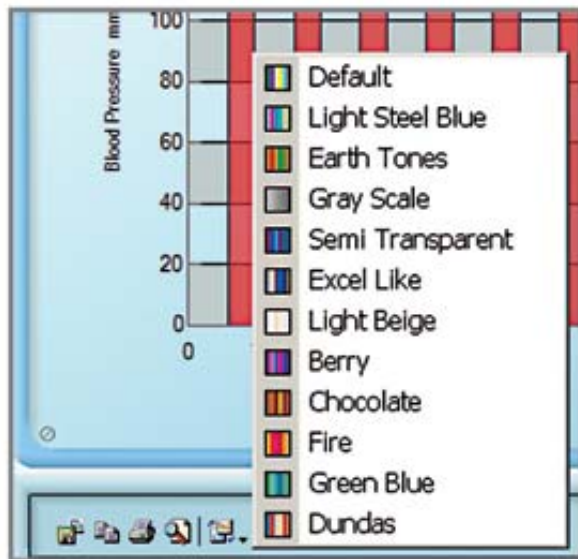 100
80
60
40
20
0
0
Blood Pressure mm
Default
Light Steel Blue
Earth Tones
Gray Scale
Semi Transparent
Excel Like
Light Beige
Berry
Chocolate
Fire
Green Blue
Dundas